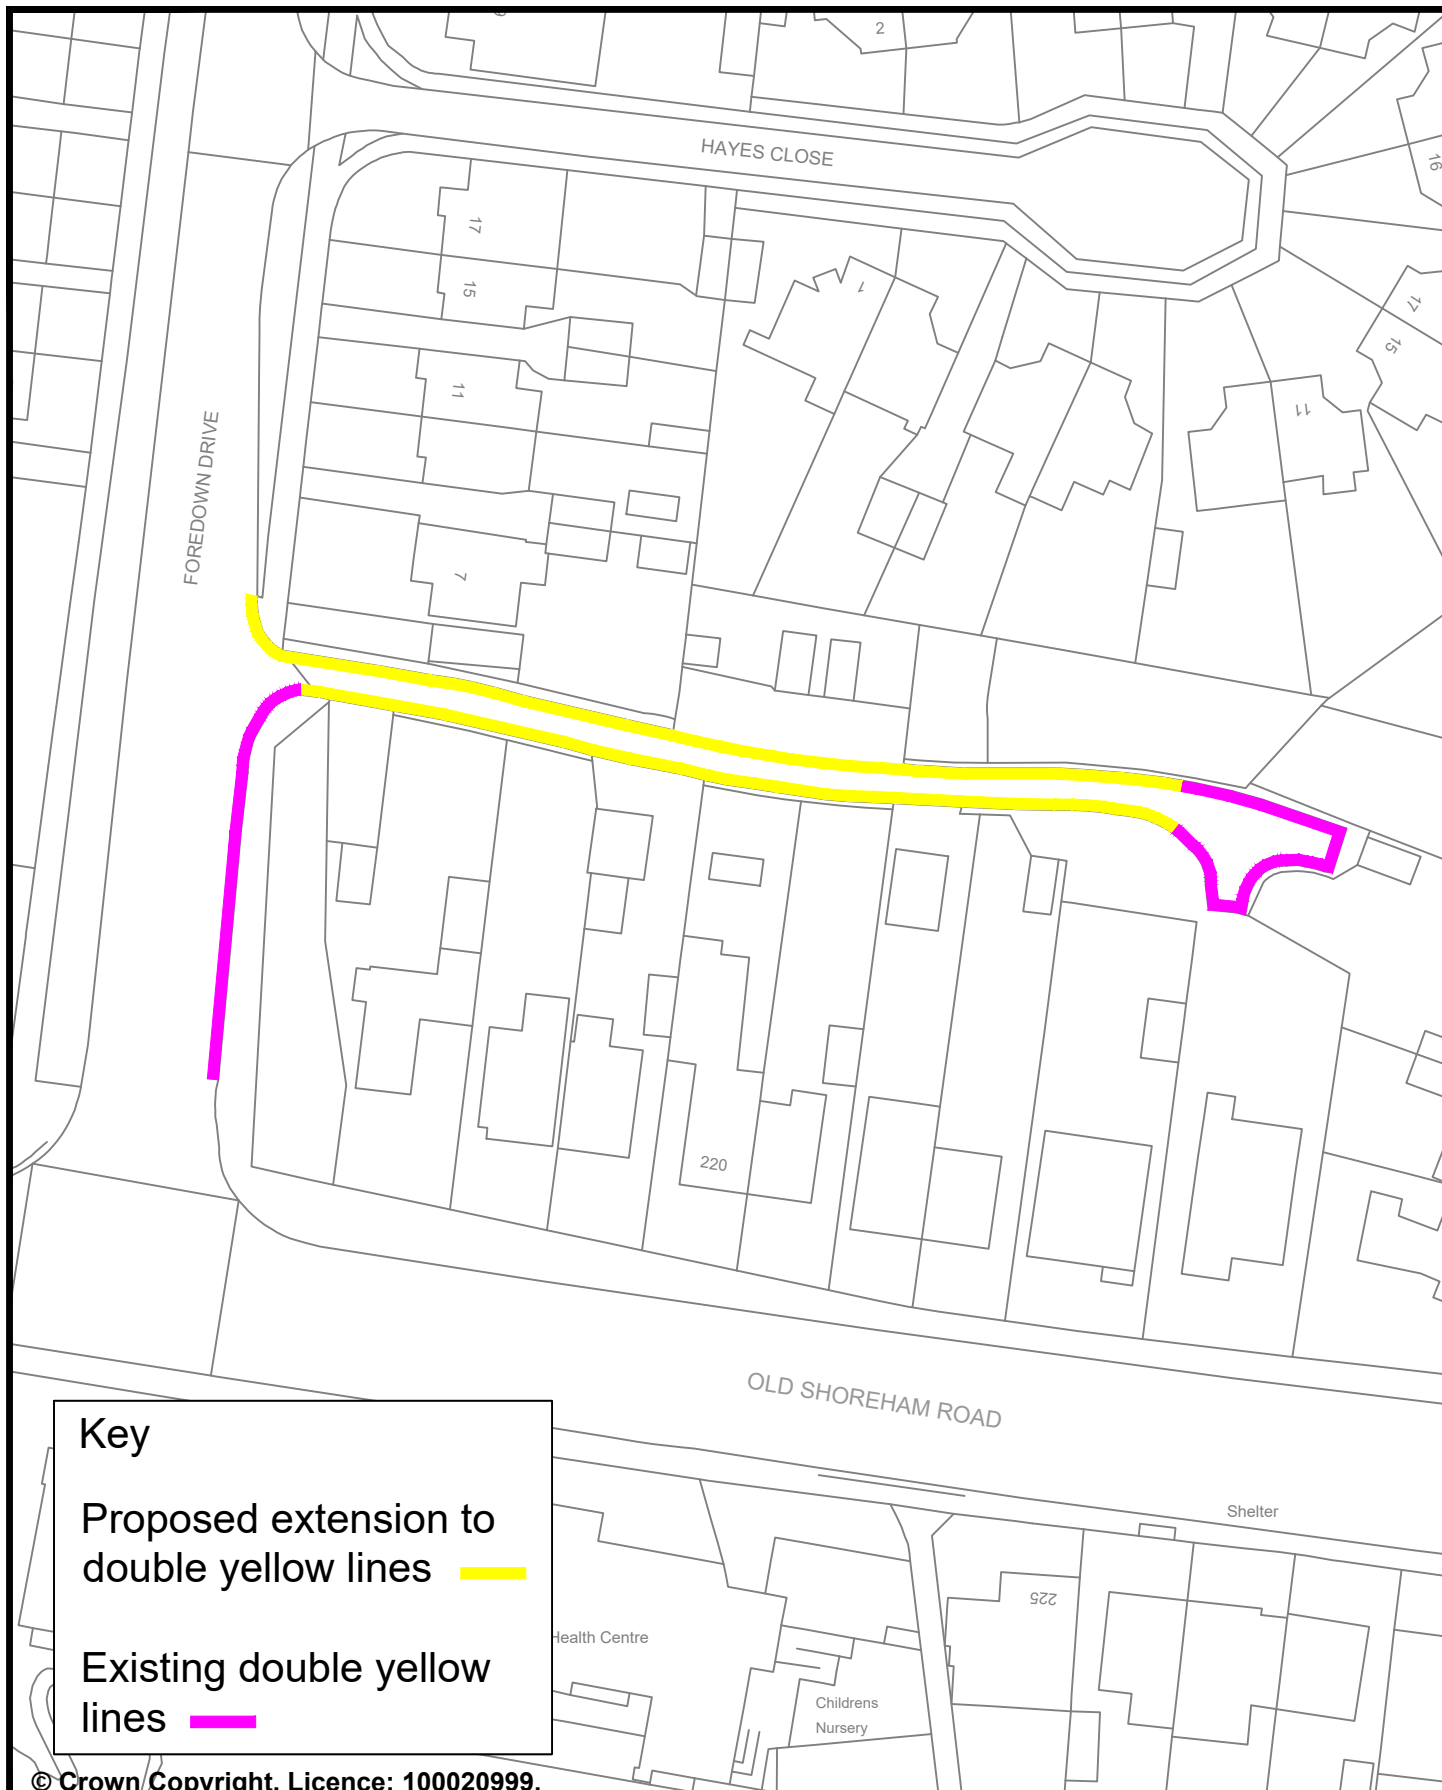 2
HAYES CLOSE
16
17
15
1
17
15
11
11
FOREDOWN DRIVE
7
220
OLD SHOREHAM ROAD
Key
Proposed extension to
double yellow lines
Existing double yellow
lines
Shelter
225
Health Centre
Childrens
Nursery
© Crown Copyright. Licence: 100020999.